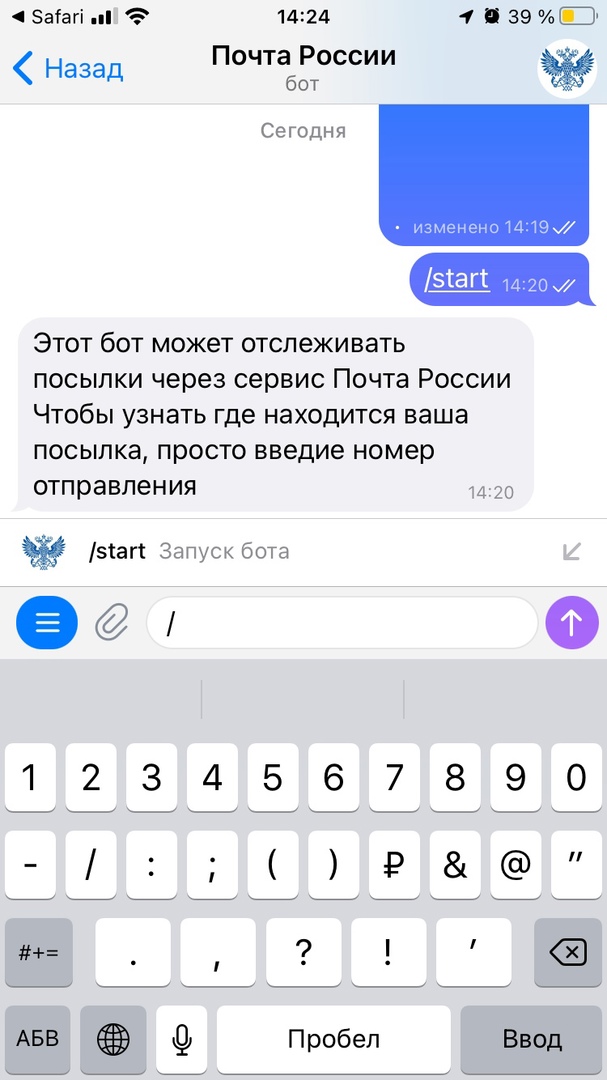 Safari 14:24 39 %
Назад Почта России
бот
Сегодня
изменено 14:19
/start 14:20
Этот бот может отслеживать
посылки через сервис Почта России
Чтобы узнать где находится ваша
посылка, просто введие номер
отправления 14:20
/start Запуск бота
/
1 2 3 4 5 6 7 8 9 0
- / : ; ( ) ₽ & @ "
#+= . , ? ! ’
АБВ Пробел Ввод